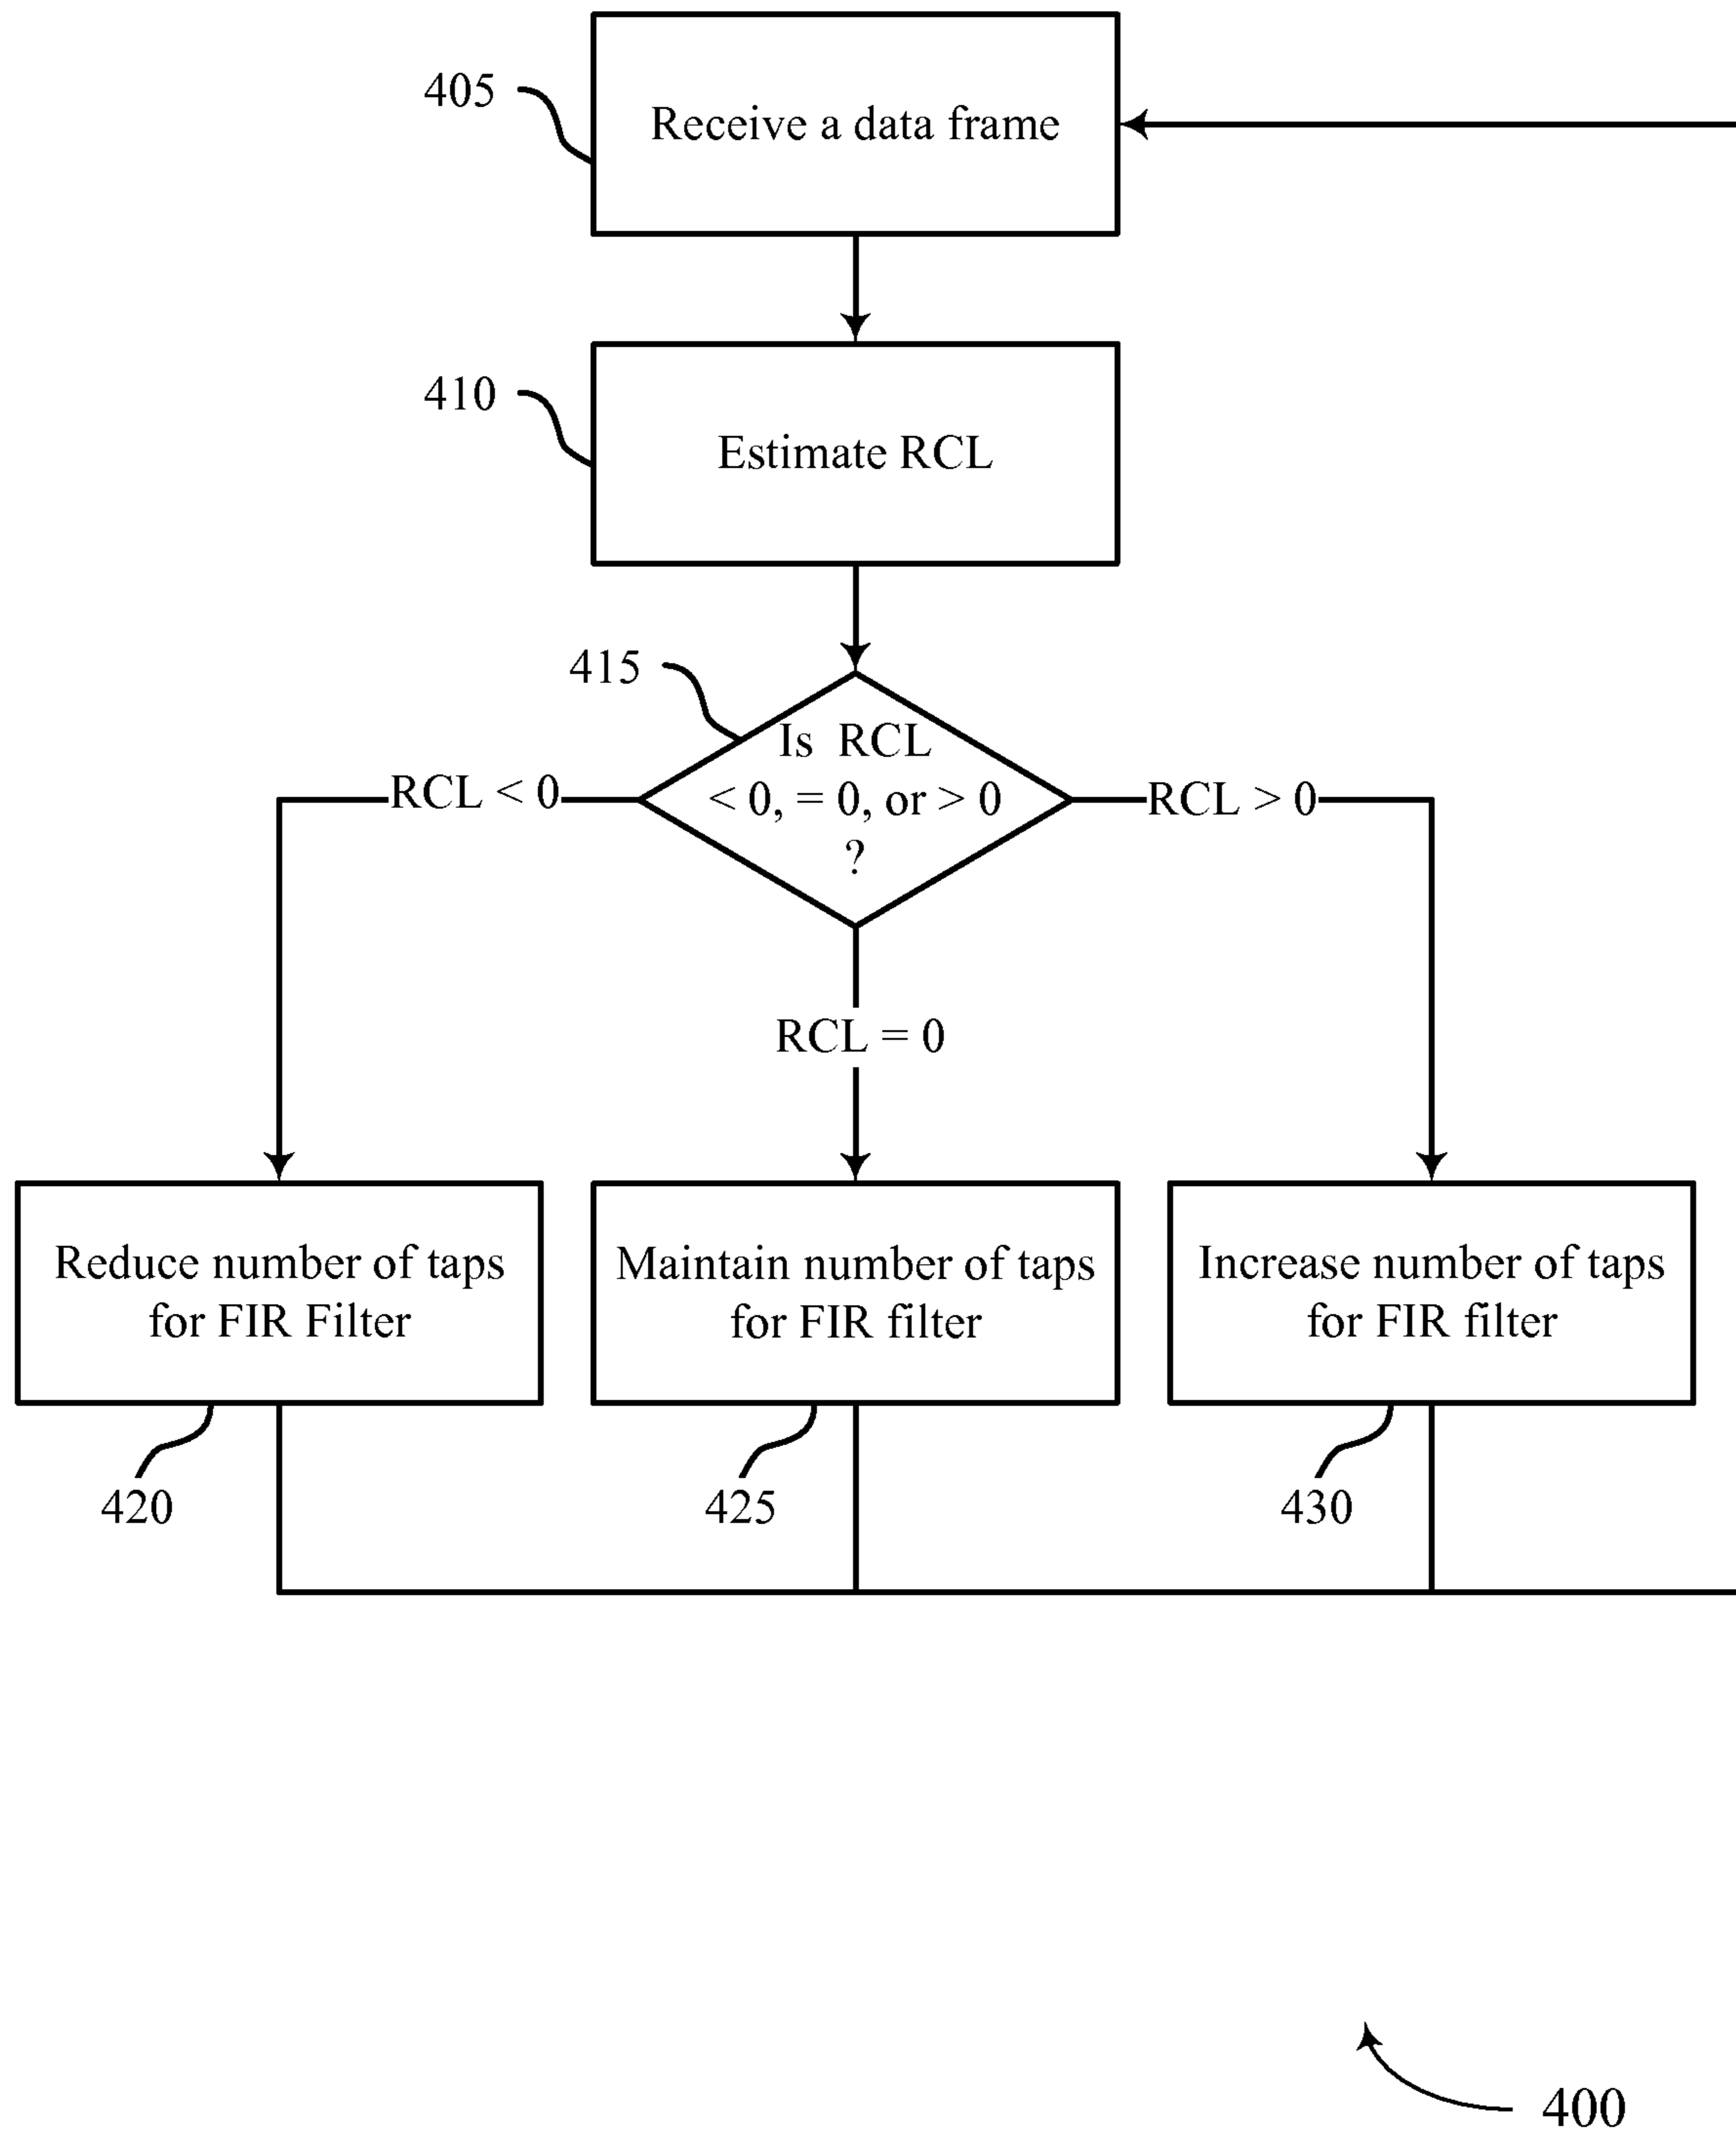 405
Receive a data frame
410
Estimate RCL
415
Is RCL
< 0, = 0, or > 0
?
RCL < 0
RCL > 0
RCL = 0
Reduce number of taps
for FIR Filter
Maintain number of taps
for FIR filter
Increase number of taps
for FIR filter
420
425
430
400